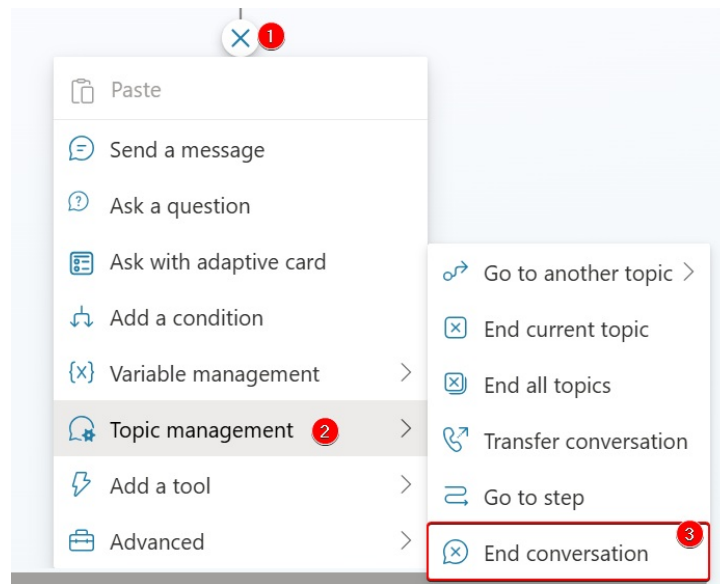 1
Paste
Send a message
Ask a question
Ask with adaptive card
Add a condition
{x} Variable management
Topic management 2
Add a tool
Advanced
Go to another topic
End current topic
End all topics
Transfer conversation
Go to step
3
End conversation